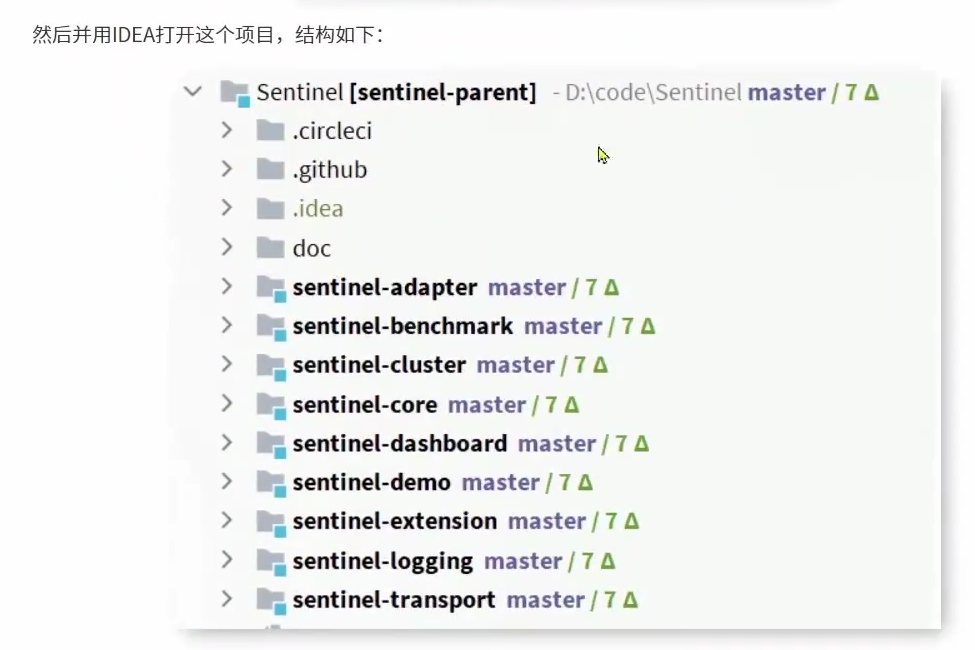 然后并用IDEA打开这个项目，结构如下：
Sentinel [sentinel-parent] - D:\code\Sentinel master / 7 Δ
.circleci
.github
.idea
doc
sentinel-adapter master / 7 Δ
sentinel-benchmark master / 7 Δ
sentinel-cluster master / 7 Δ
sentinel-core master / 7 Δ
sentinel-dashboard master / 7 Δ
sentinel-demo master / 7 Δ
sentinel-extension master / 7 Δ
sentinel-logging master / 7 Δ
sentinel-transport master / 7 Δ